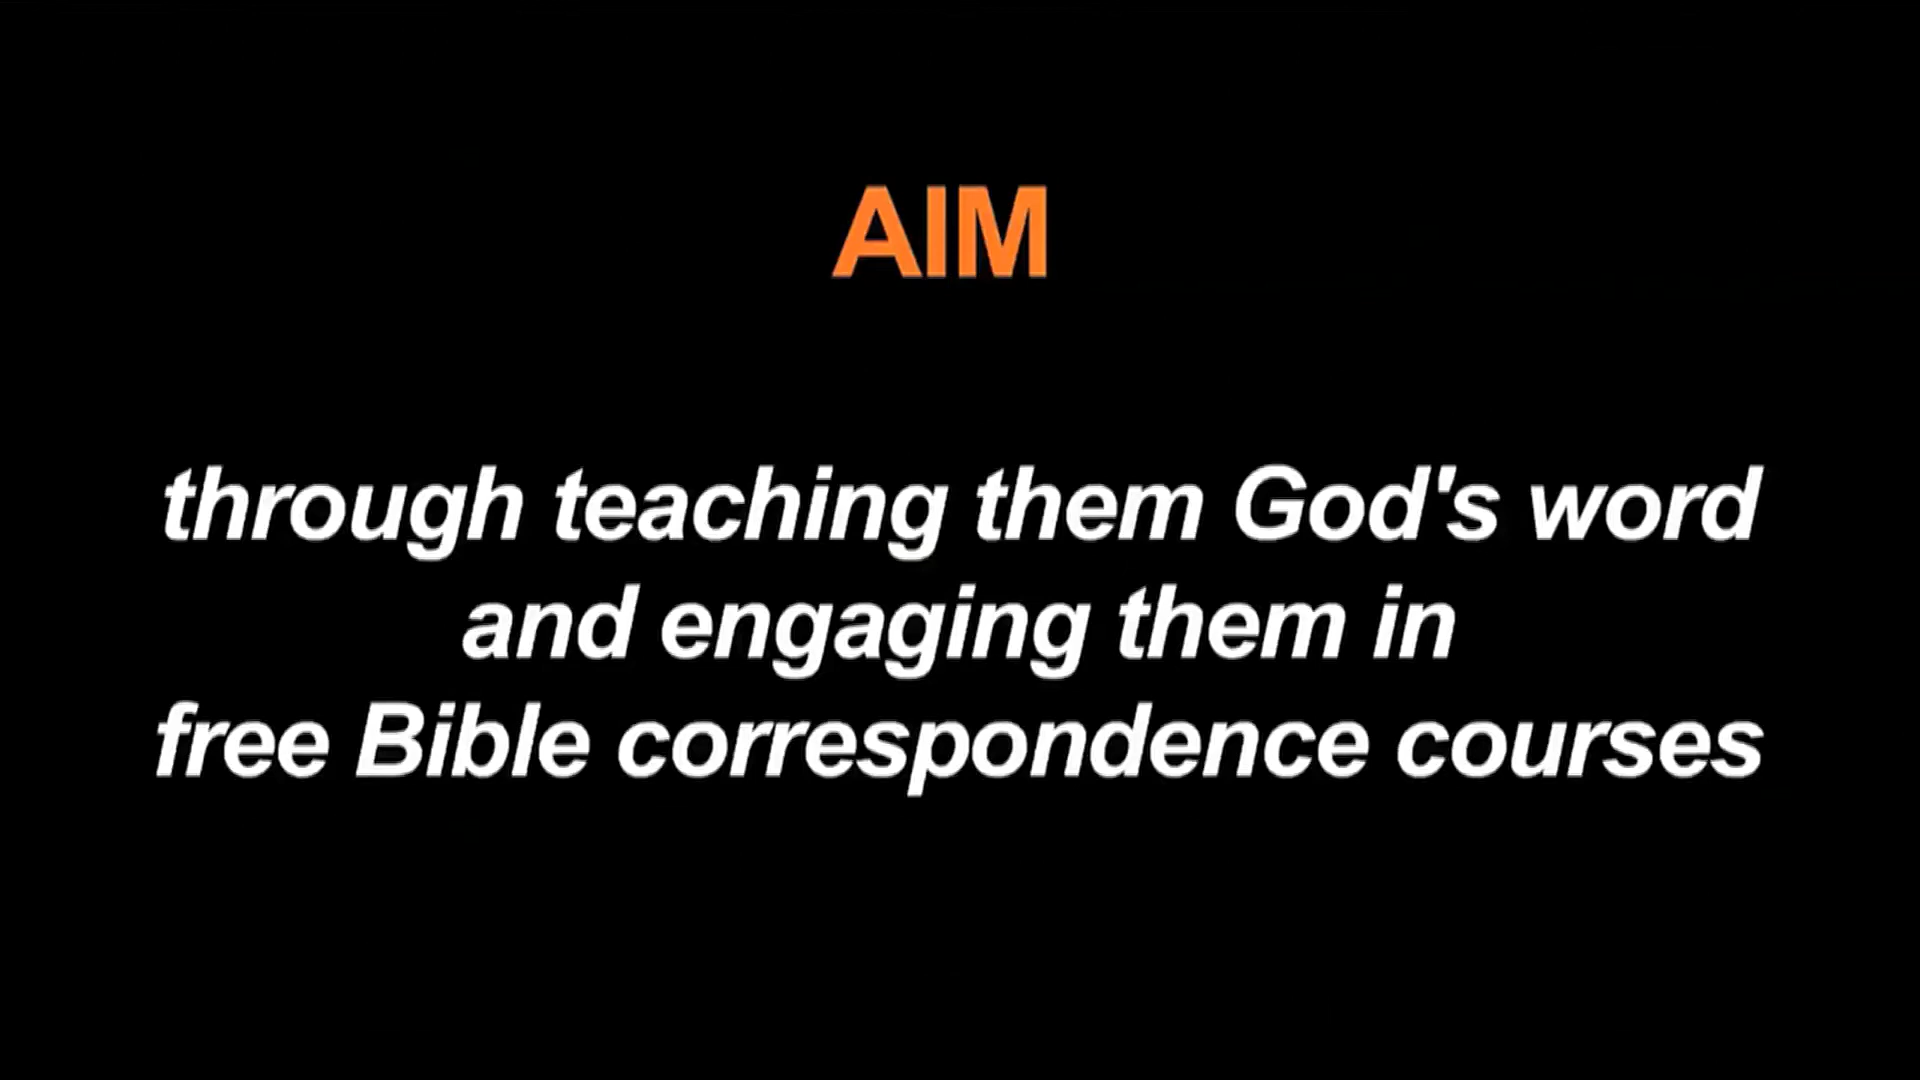 AIM
through teaching them God's word
and engaging them in
free Bible correspondence courses